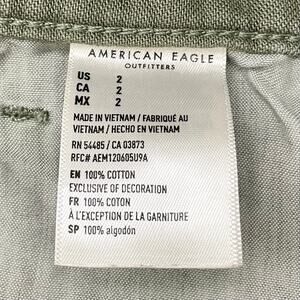 AMERICAN EAGLE
OUTFITTERS
US 2
CA 2
MX 2
MADE IN VIETNAM / FABRIQUÉ AU
VIETNAM / HECHO EN VIETNAM
RN 54485 / CA 03873
RFC# AEM120605U9A
EN 100% COTTON
EXCLUSIVE OF DECORATION
FR 100% COTON
À L'EXCEPTION DE LA GARNITURE
SP 100% algodón